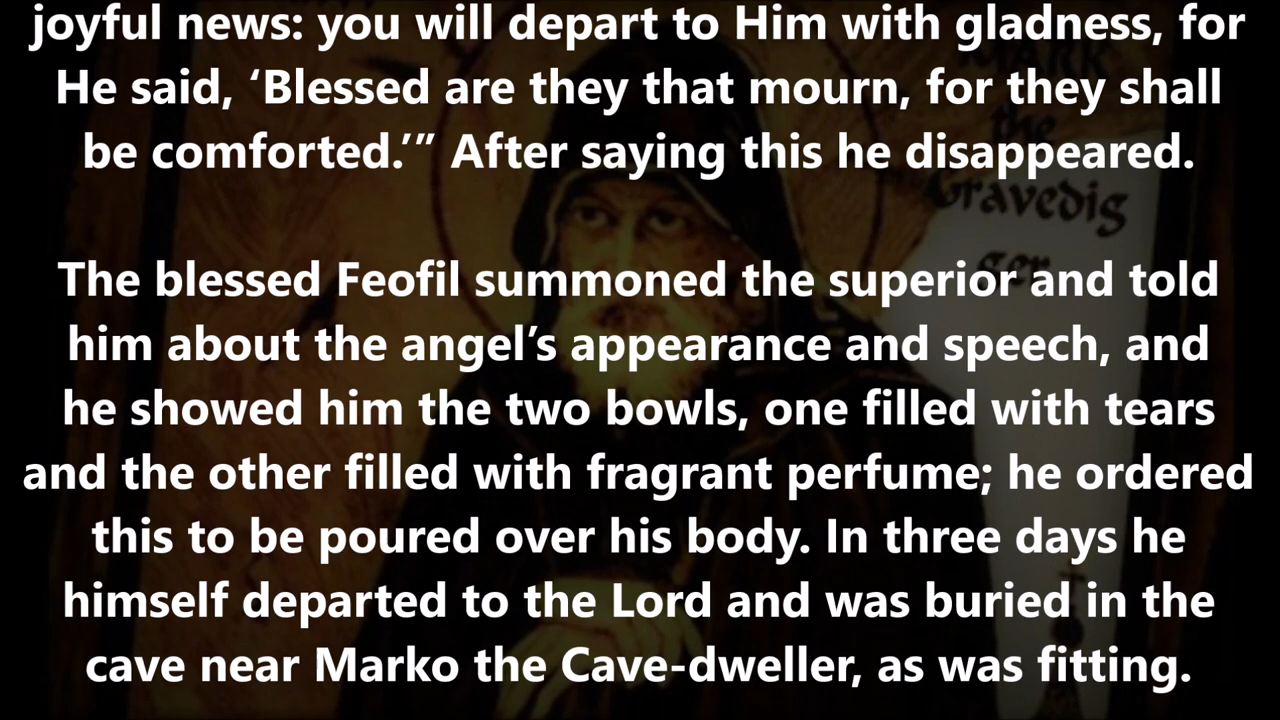 joyful news: you will depart to Him with gladness, for
He said, ‘Blessed are they that mourn, for they shall
be comforted.’” After saying this he disappeared.
the
Gravedig
ger
The blessed Feofil summoned the superior and told
him about the angel’s appearance and speech, and
he showed him the two bowls, one filled with tears
and the other filled with fragrant perfume; he ordered
this to be poured over his body. In three days he
himself departed to the Lord and was buried in the
cave near Marko the Cave-dweller, as was fitting.